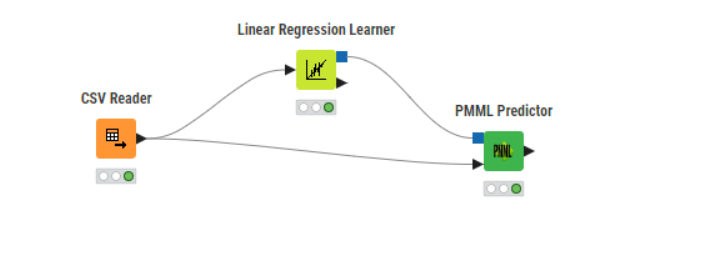 Linear Regression Learner
CSV Reader
PMML Predictor
PMML